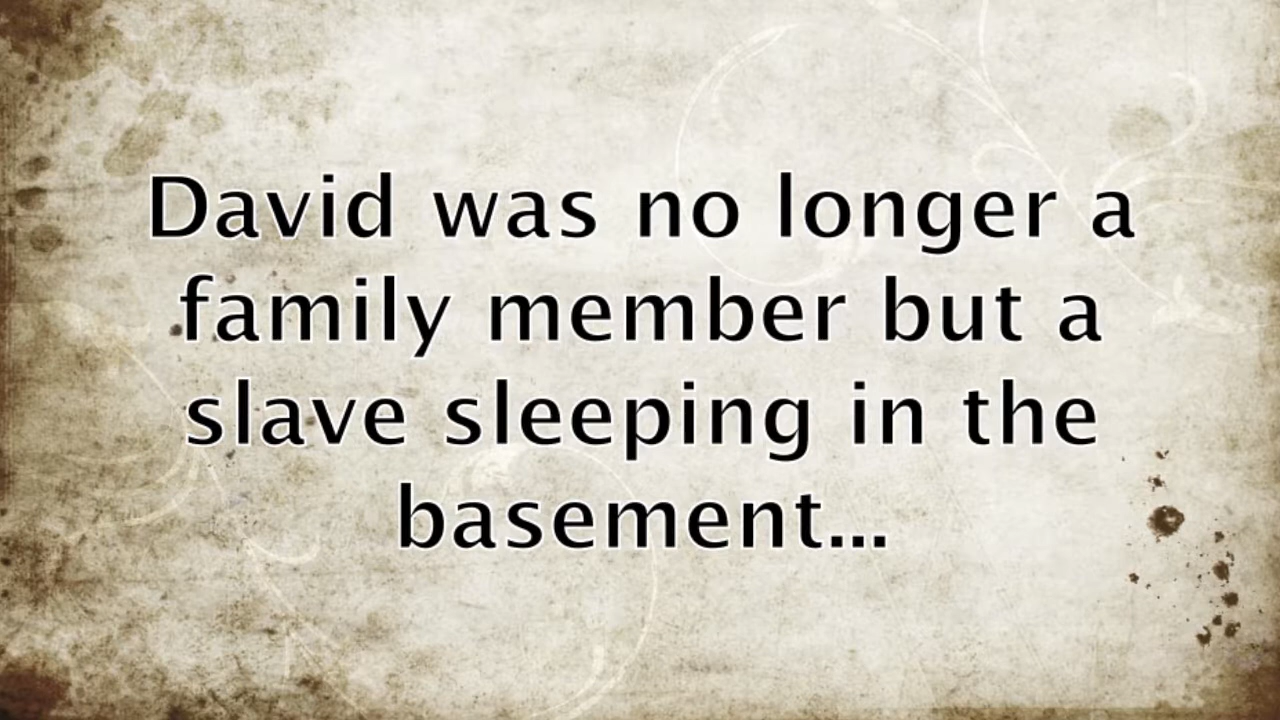 David was no longer a
family member but a
slave sleeping in the
basement...